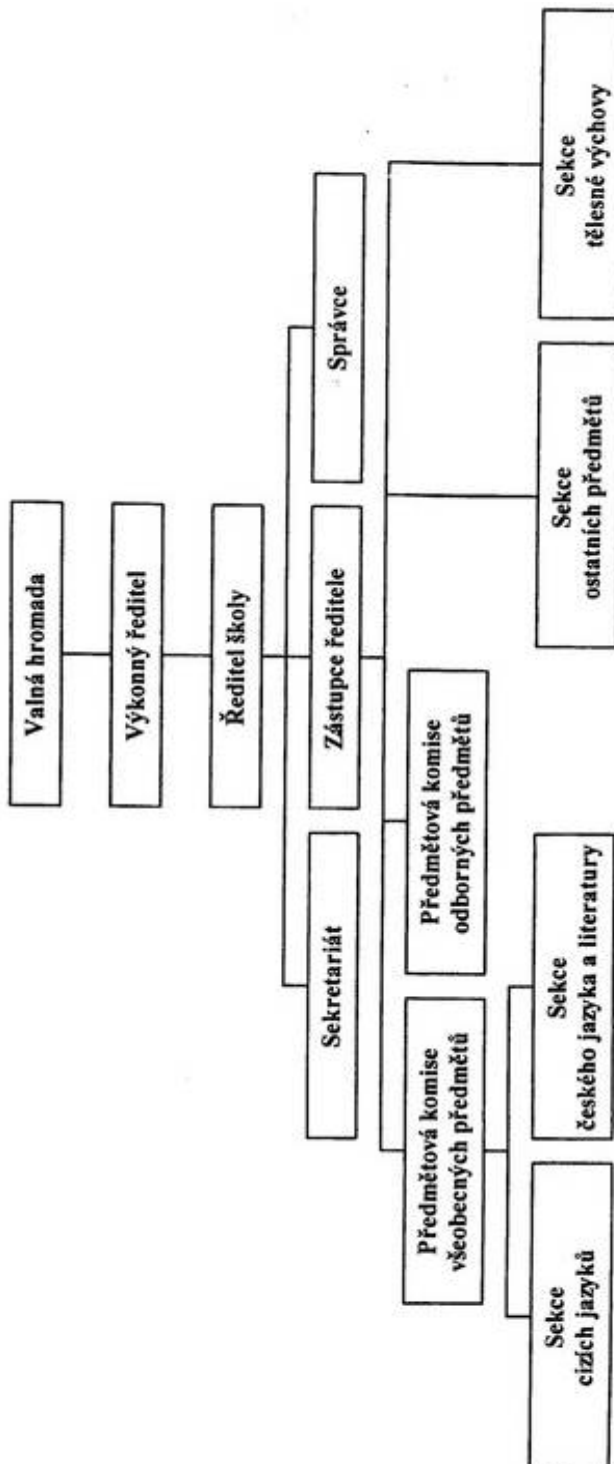 Valná hromada
Výkonný ředitel
Ředitel školy
Sekretariát
Zástupce ředitele
Správce
Předmětová komise
všeobecných předmětů
Předmětová komise
odborných předmětů
Sekce
cizích jazyků
Sekce
českého jazyka a literatury
Sekce
ostatních předmětů
Sekce
tělesné výchovy